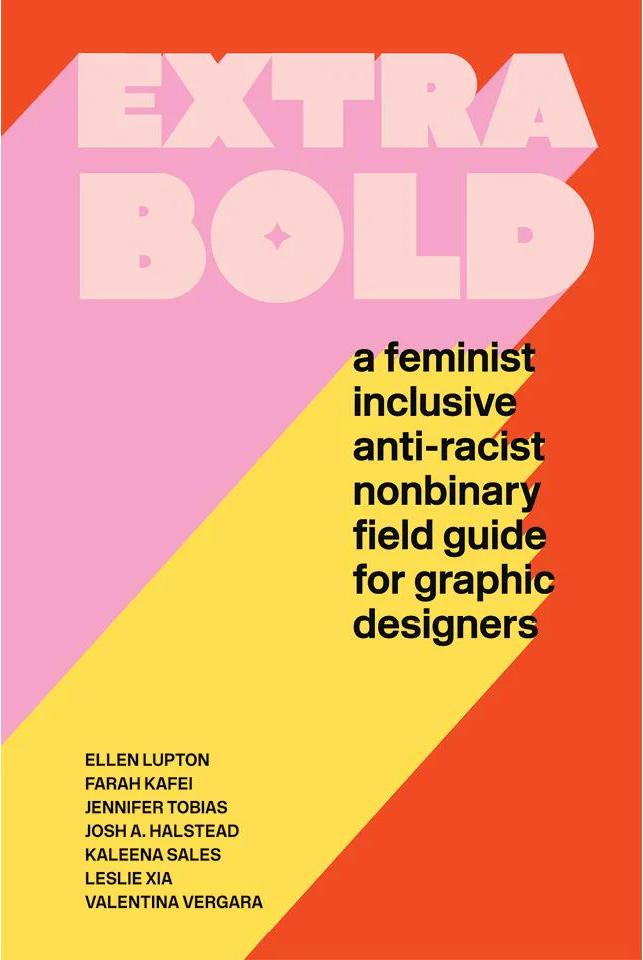 EXTRA
BOLD
a feminist
inclusive
anti-racist
nonbinary
field guide
for graphic
designers
ELLEN LUPTON
FARAH KAFEI
JENNIFER TOBIAS
JOSH A. HALSTEAD
KALEENA SALES
LESLIE XIA
VALENTINA VERGARA